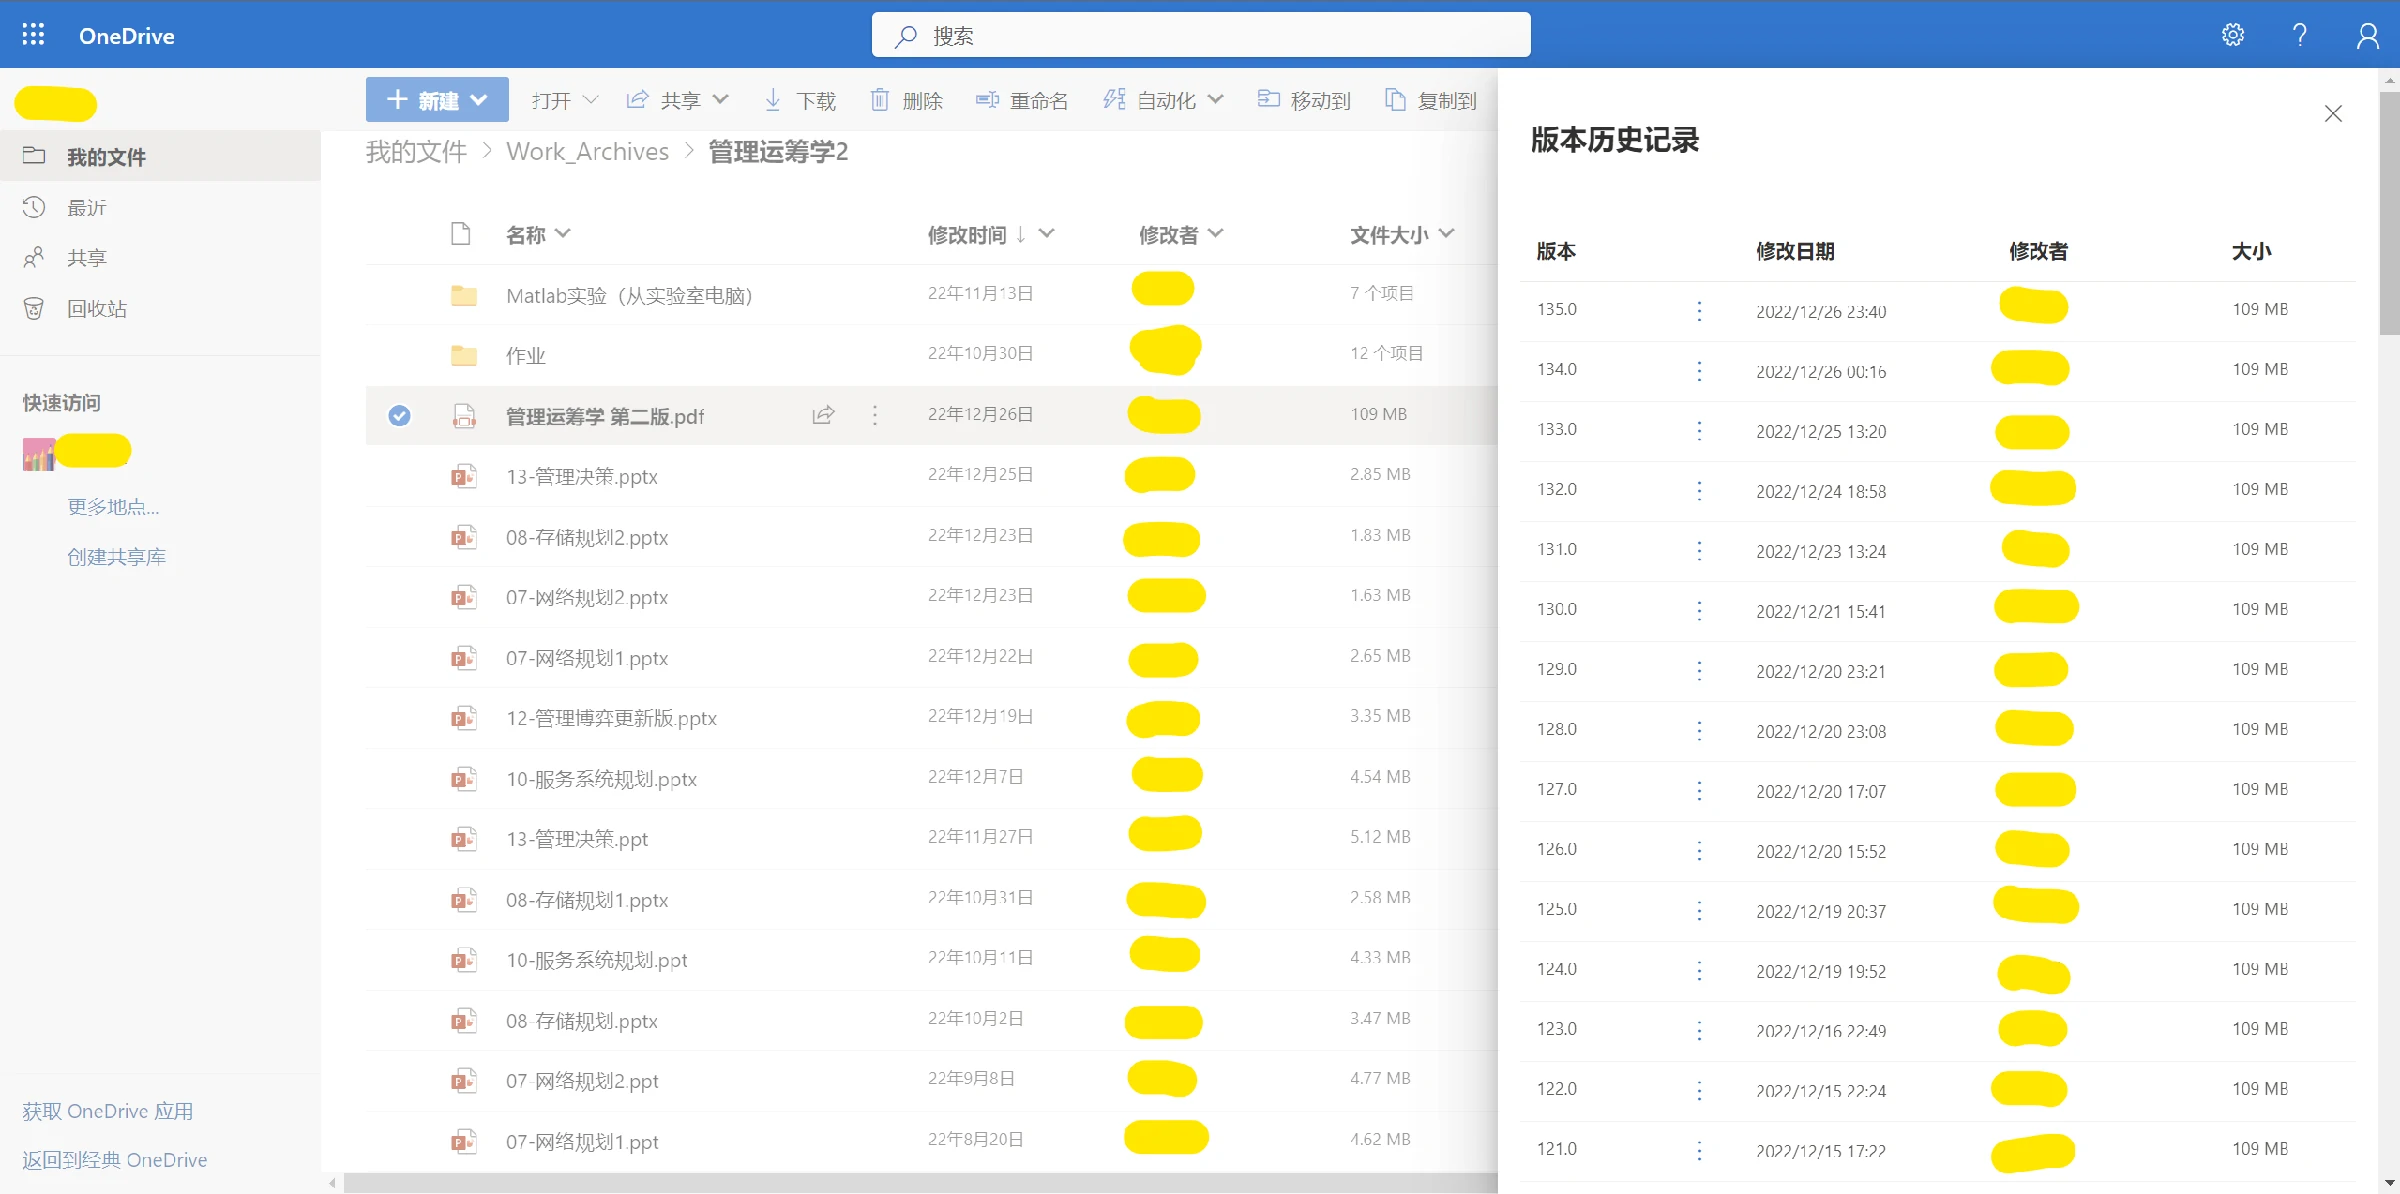 OneDrive
搜索
新建
打开
共享
下载
删除
重命名
自动化
移动到
复制到
我的文件
最近
共享
回收站
快速访问
更多地点...
创建共享库
获取 OneDrive 应用
返回到经典 OneDrive
我的文件 > Work_Archives > 管理运筹学2
名称 修改时间 修改者 文件大小
Matlab实验（从实验室电脑） 22年11月13日 7 个项目
作业 22年10月30日 12 个项目
管理运筹学 第二版.pdf 22年12月26日 109 MB
13-管理决策.pptx 22年12月25日 2.85 MB
08-存储规划2.pptx 22年12月23日 1.83 MB
07-网络规划2.pptx 22年12月23日 1.63 MB
07-网络规划1.pptx 22年12月22日 2.65 MB
12-管理博弈更新版.pptx 22年12月19日 3.35 MB
10-服务系统规划.pptx 22年12月7日 4.54 MB
13-管理决策.ppt 22年11月27日 5.12 MB
08-存储规划1.pptx 22年10月31日 2.58 MB
10-服务系统规划.ppt 22年10月11日 4.33 MB
08-存储规划.pptx 22年10月2日 3.47 MB
07-网络规划2.ppt 22年9月8日 4.77 MB
07-网络规划1.ppt 22年8月20日 4.62 MB
版本历史记录
版本 修改日期 修改者 大小
135.0 2022/12/26 23:40 109 MB
134.0 2022/12/26 00:16 109 MB
133.0 2022/12/25 13:20 109 MB
132.0 2022/12/24 18:58 109 MB
131.0 2022/12/23 13:24 109 MB
130.0 2022/12/21 15:41 109 MB
129.0 2022/12/20 23:21 109 MB
128.0 2022/12/20 23:08 109 MB
127.0 2022/12/20 17:07 109 MB
126.0 2022/12/20 15:52 109 MB
125.0 2022/12/19 20:37 109 MB
124.0 2022/12/19 19:52 109 MB
123.0 2022/12/16 22:49 109 MB
122.0 2022/12/15 22:24 109 MB
121.0 2022/12/15 17:22 109 MB